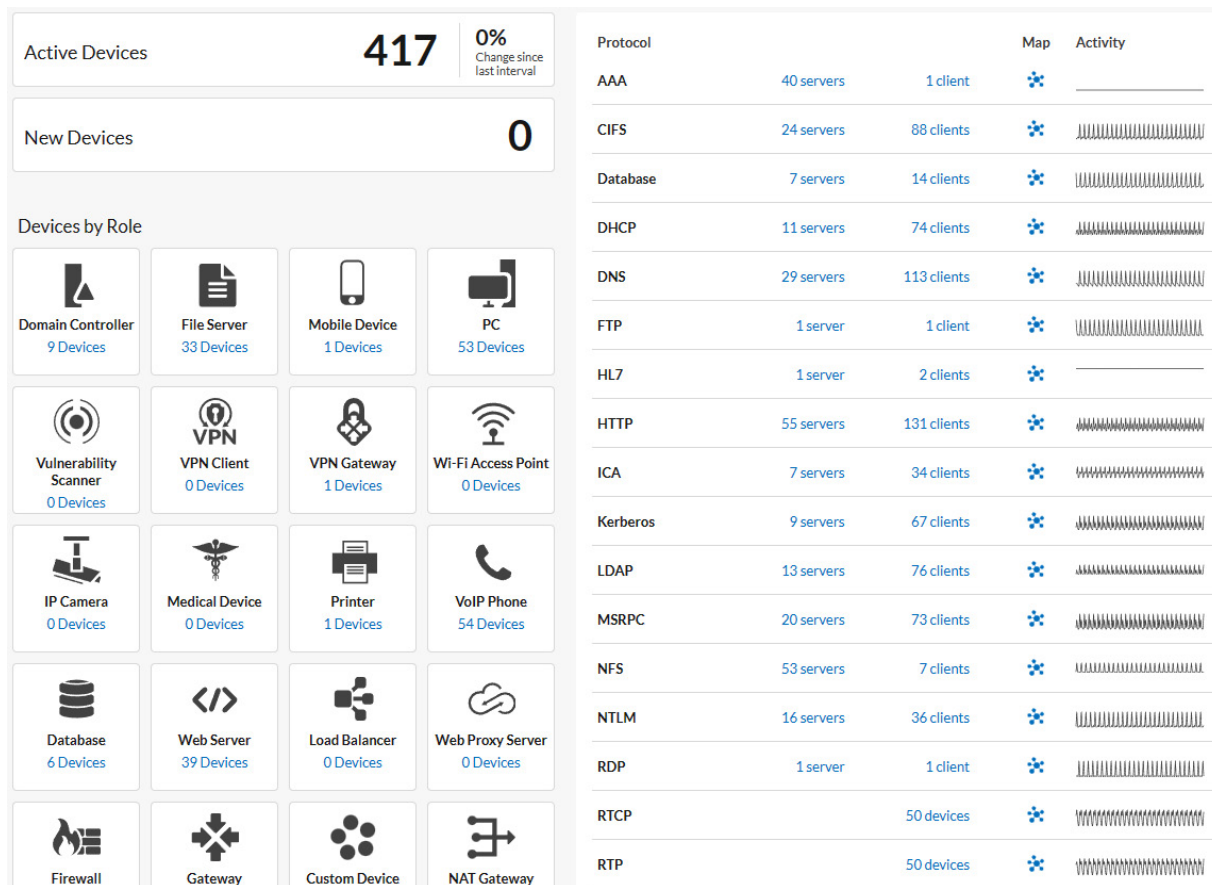 Active Devices 417 0% Change since last interval
New Devices 0
Devices by Role
Domain Controller File Server Mobile Device PC
9 Devices 33 Devices 1 Devices 53 Devices
VPN
Vulnerability Scanner VPN Client VPN Gateway Wi-Fi Access Point
0 Devices 0 Devices 1 Devices 0 Devices
IP Camera Medical Device Printer VoIP Phone
0 Devices 0 Devices 1 Devices 54 Devices
Database Web Server Load Balancer Web Proxy Server
6 Devices 39 Devices 0 Devices 0 Devices
Firewall Gateway Custom Device NAT Gateway
Protocol Map Activity
AAA 40 servers 1 client
CIFS 24 servers 88 clients
Database 7 servers 14 clients
DHCP 11 servers 74 clients
DNS 29 servers 113 clients
FTP 1 server 1 client
HL7 1 server 2 clients
HTTP 55 servers 131 clients
ICA 7 servers 34 clients
Kerberos 9 servers 67 clients
LDAP 13 servers 76 clients
MSRPC 20 servers 73 clients
NFS 53 servers 7 clients
NTLM 16 servers 36 clients
RDP 1 server 1 client
RTCP 50 devices
RTP 50 devices